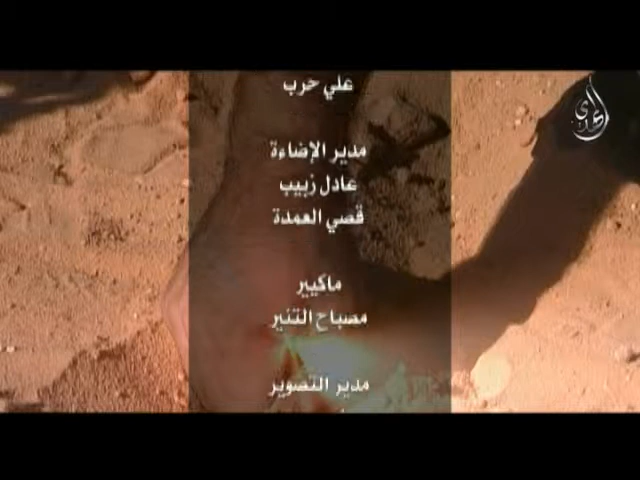 علي حرب
مدير الإضاءة
عادل زبيب
قصي العمدة
ماكيير
مصباح التنير
مدير التصوير